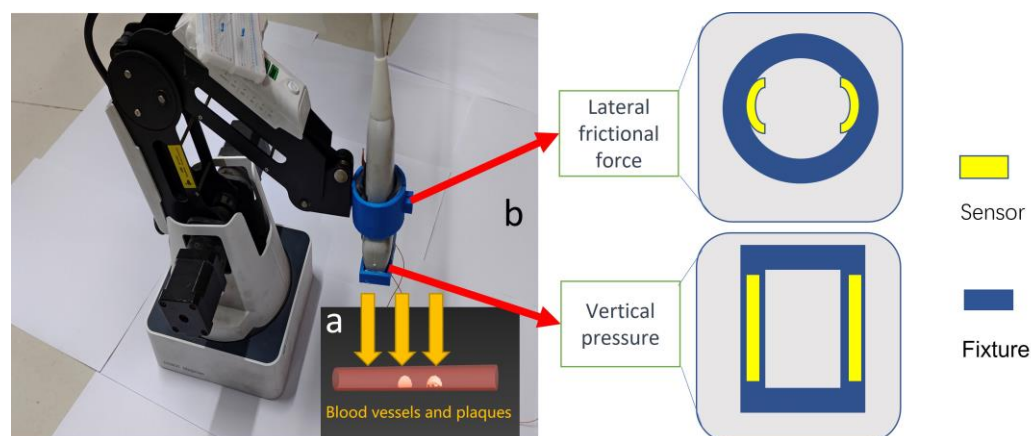 Lateral
frictional
force
b
Sensor
a
Vertical
pressure
Fixture
Blood vessels and plaques